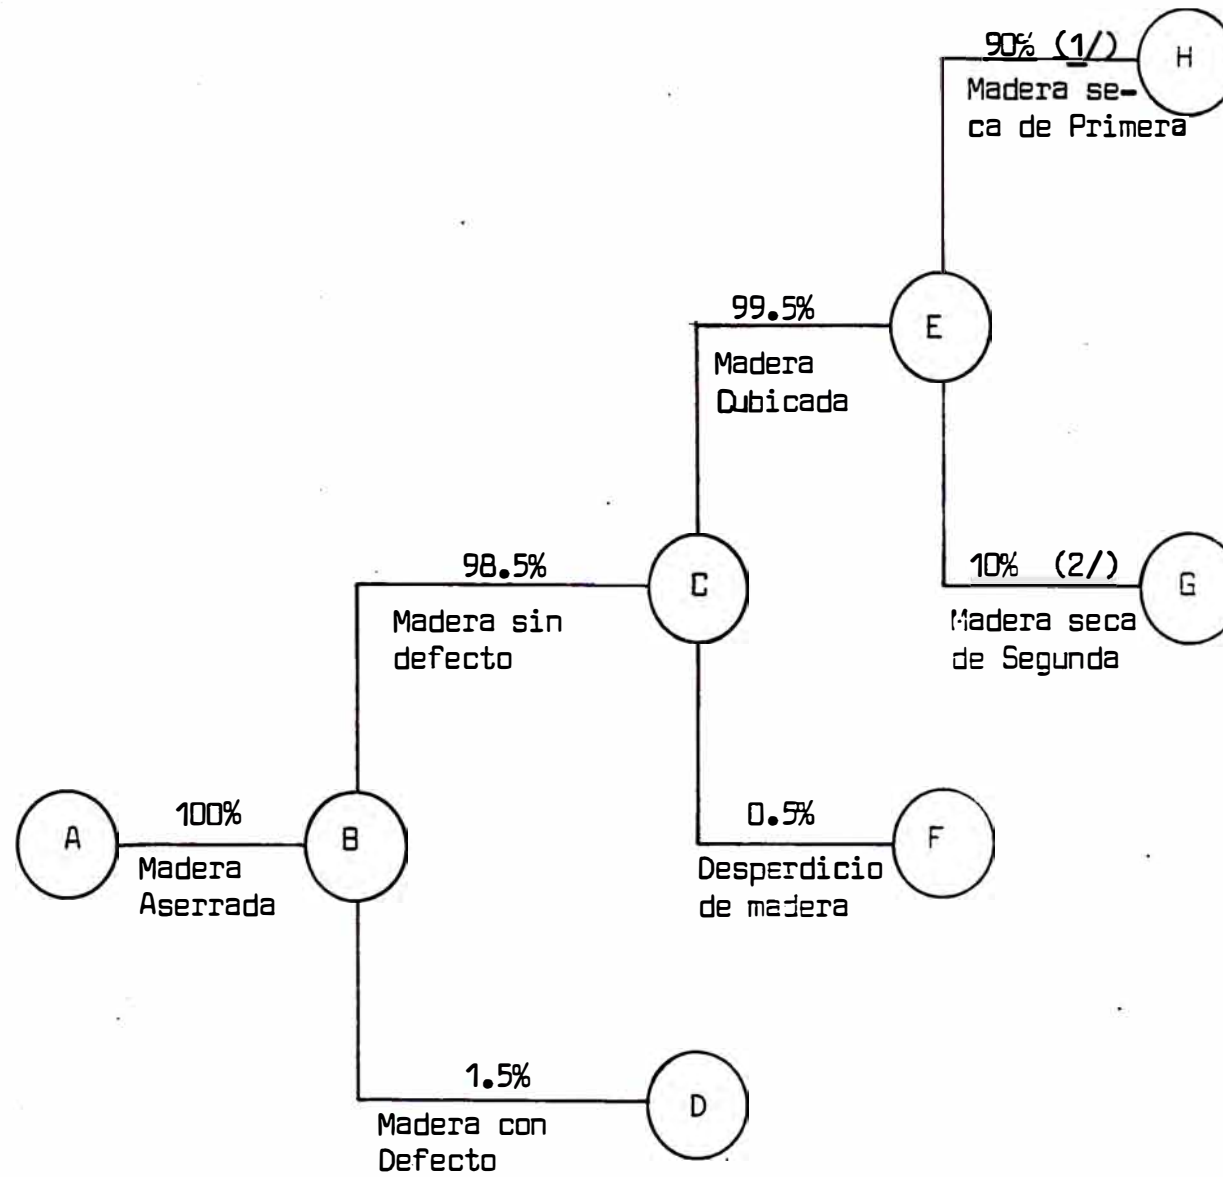 90% (1/)
H
Madera se-
ca de Primera
99.5%
E
Madera
Cubicada
98.5%
C
10% (2/)
G
Madera sin
defecto
Madera seca
de Segunda
100%
A
B
0.5%
F
Madera
Aserrada
Desperdicio
de madera
1.5%
D
Madera con
Defecto